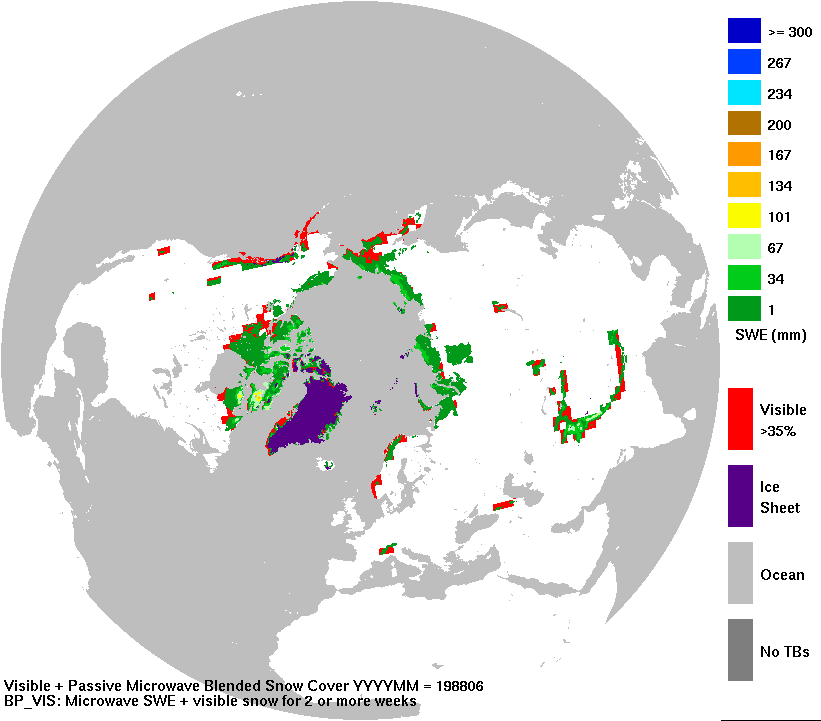 >= 300
267
234
200
167
134
101
67
34
1
SWE (mm)
Visible
>35%
Ice
Sheet
Ocean
No TBs
Visible + Passive Microwave Blended Snow Cover YYYYMM = 198806
BP_VIS: Microwave SWE + visible snow for 2 or more weeks